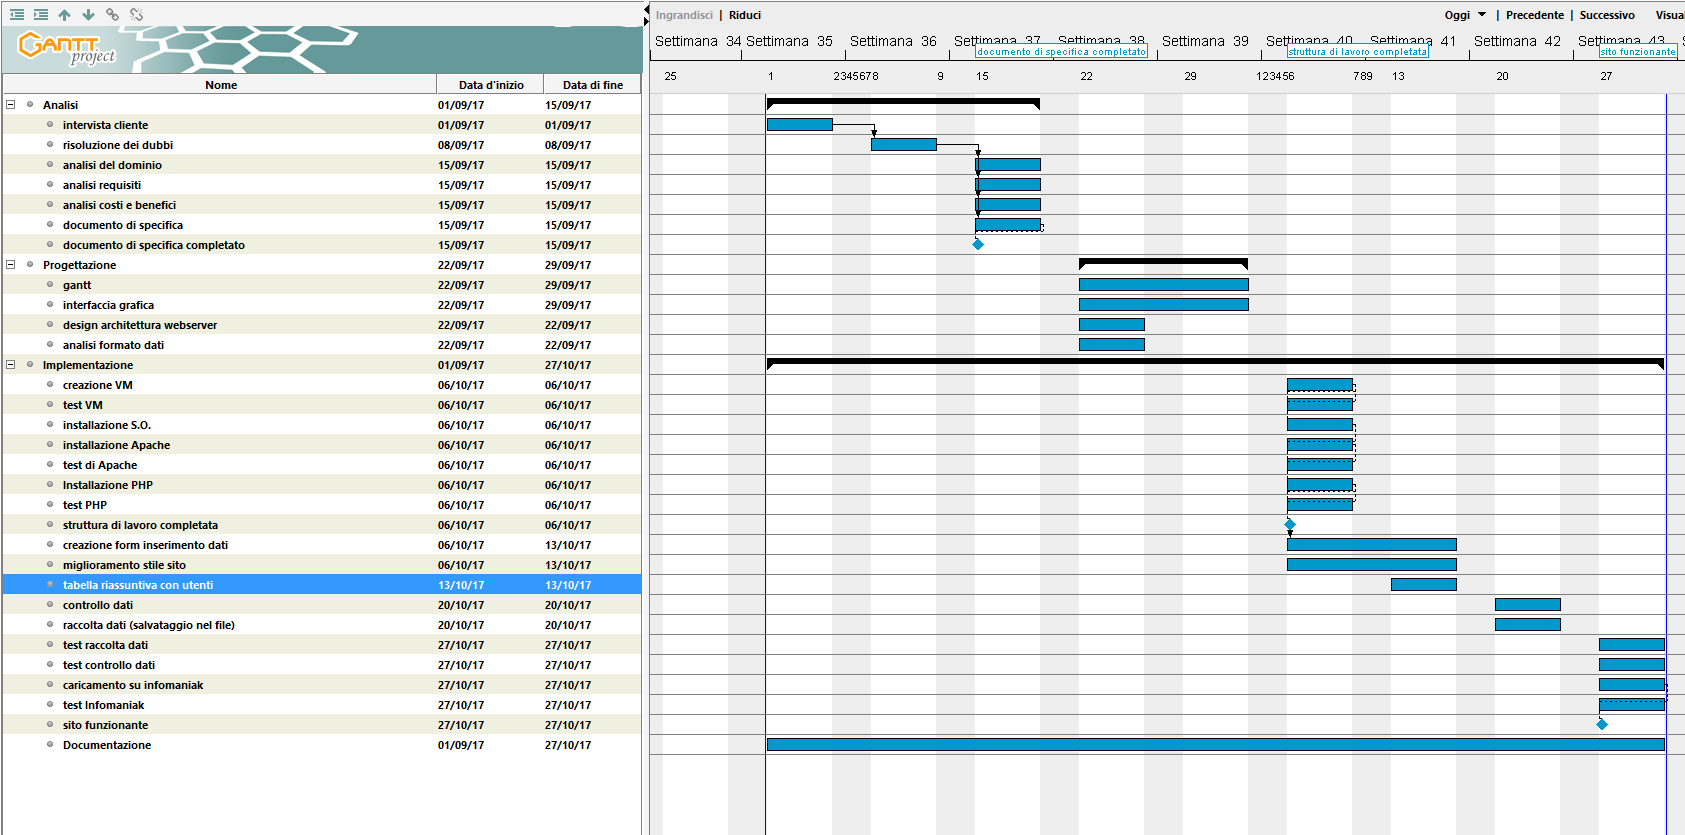 Ingrandisci | Riduci
Oggi | Precedente | Successivo
GANTT
project
Settimana 34 Settimana 35 Settimana 36 Settimana 37 Settimana 38 Settimana 39 Settimana 40 Settimana 41 Settimana 42 Settimana 43
documento di specifica completato struttura di lavoro completata sito funzionante
25 1 2345678 9 15 22 29 123456 789 13 20 27
Nome Data d'inizio Data di fine
Analisi 01/09/17 15/09/17
intervista cliente 01/09/17 01/09/17
risoluzione dei dubbi 08/09/17 08/09/17
analisi del dominio 15/09/17 15/09/17
analisi requisiti 15/09/17 15/09/17
analisi costi e benefici 15/09/17 15/09/17
documento di specifica 15/09/17 15/09/17
documento di specifica completato 15/09/17 15/09/17
Progettazione 22/09/17 29/09/17
gantt 22/09/17 29/09/17
interfaccia grafica 22/09/17 29/09/17
design architettura webserver 22/09/17 22/09/17
analisi formato dati 22/09/17 22/09/17
Implementazione 01/09/17 27/10/17
creazione VM 06/10/17 06/10/17
test VM 06/10/17 06/10/17
installazione S.O. 06/10/17 06/10/17
installazione Apache 06/10/17 06/10/17
test di Apache 06/10/17 06/10/17
Installazione PHP 06/10/17 06/10/17
test PHP 06/10/17 06/10/17
struttura di lavoro completata 06/10/17 06/10/17
creazione form inserimento dati 06/10/17 13/10/17
miglioramento stile sito 06/10/17 13/10/17
tabella riassuntiva con utenti 13/10/17 13/10/17
controllo dati 20/10/17 20/10/17
raccolta dati (salvataggio nel file) 20/10/17 20/10/17
test raccolta dati 27/10/17 27/10/17
test controllo dati 27/10/17 27/10/17
caricamento su infomaniak 27/10/17 27/10/17
test Infomaniak 27/10/17 27/10/17
sito funzionante 27/10/17 27/10/17
Documentazione 01/09/17 27/10/17